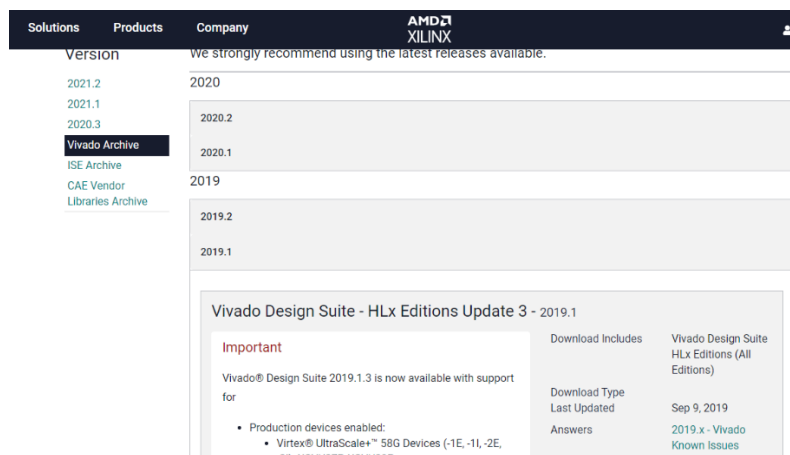 Solutions Products Company AMD XILINX
Version
We strongly recommend using the latest releases available.
2021.2
2021.1
2020.3
Vivado Archive
ISE Archive
CAE Vendor
Libraries Archive
2020
2020.2
2020.1
2019
2019.2
2019.1
Vivado Design Suite - HLx Editions Update 3 - 2019.1
Important
Vivado® Design Suite 2019.1.3 is now available with support
for
• Production devices enabled:
• Virtex® UltraScale+™ 58G Devices (-1E, -1I, -2E,
Download Includes Vivado Design Suite
HLx Editions (All
Editions)
Download Type
Last Updated Sep 9, 2019
Answers 2019.x - Vivado
Known Issues